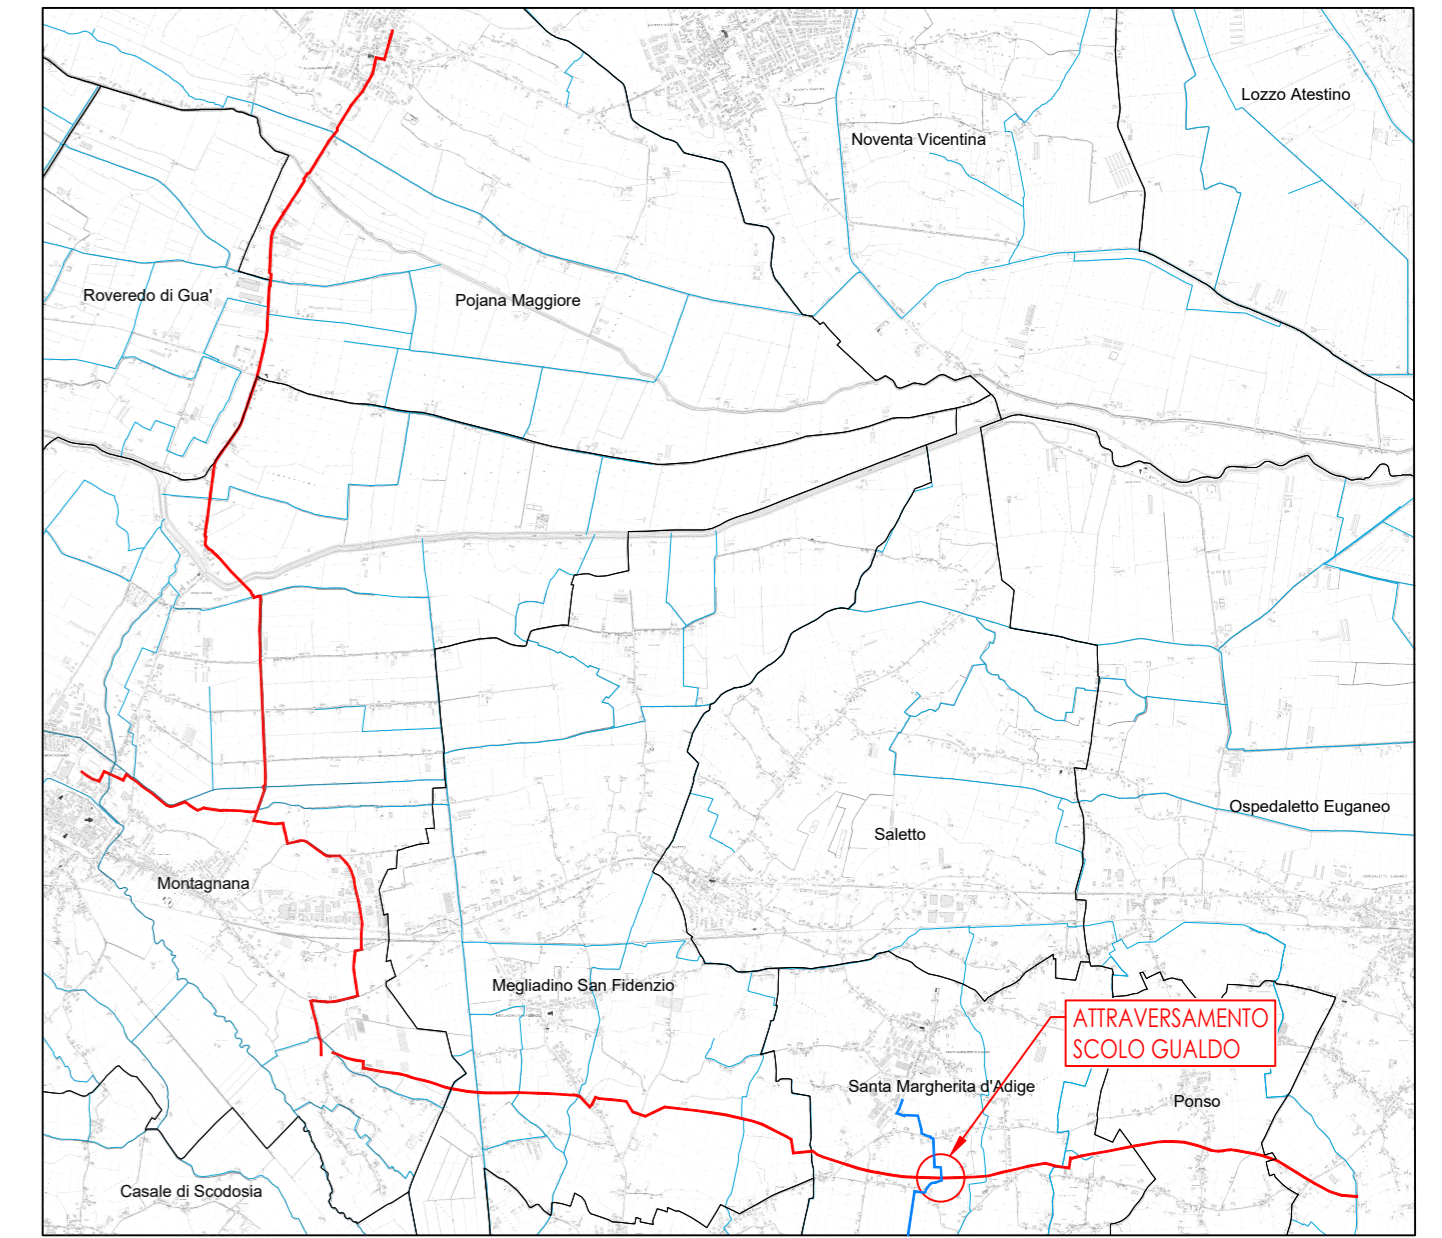 Lozzo Atestino
Noventa Vicentina
Roveredo di Gua'
Pojana Maggiore
Ospedaletto Euganeo
Saletto
Montagnana
Megliadino San Fidenzio
ATTRAVERSAMENTO
SCOLO GUALDO
Santa Margherita d'Adige
Ponso
Casale di Scodosia